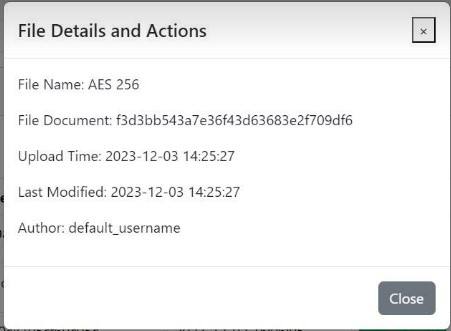 File Details and Actions
×
File Name: AES 256
File Document: f3d3bb543a7e36f43d63683e2f709df6
Upload Time: 2023-12-03 14:25:27
Last Modified: 2023-12-03 14:25:27
Author: default_username
Close